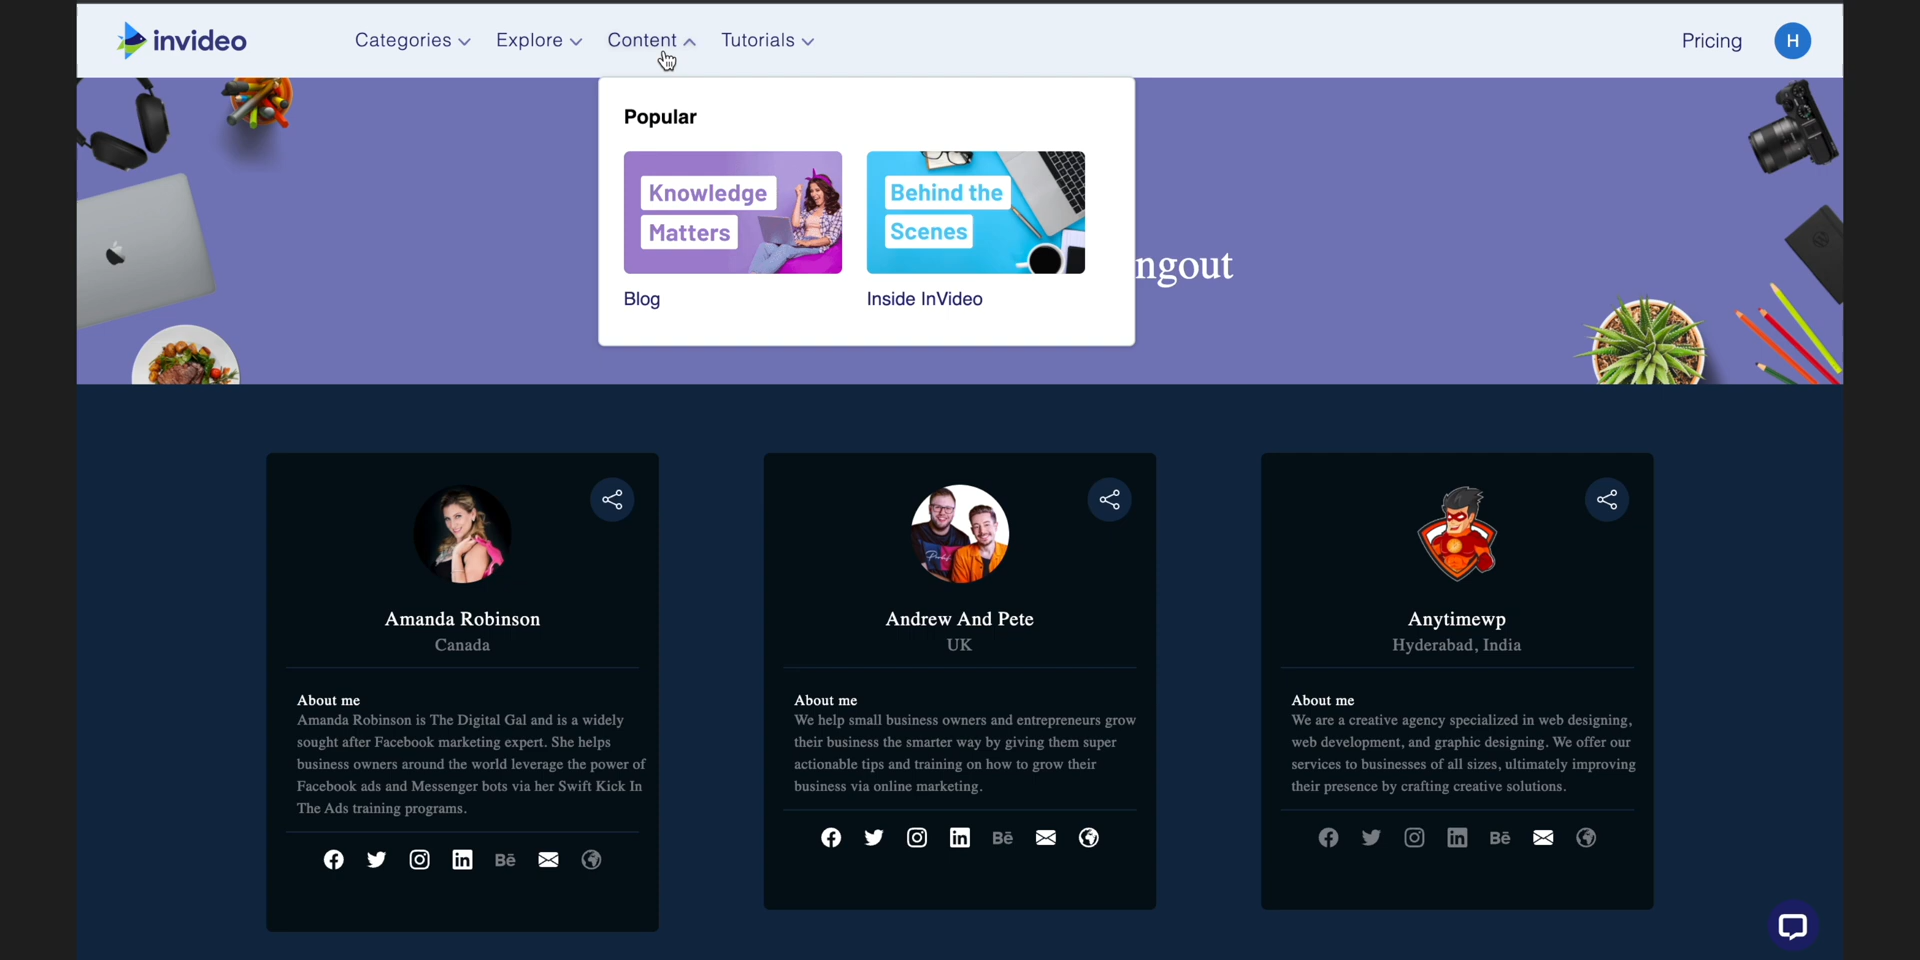 invideo
Categories
Explore
Content
Tutorials
Pricing
H
Popular
Knowledge
Matters
Behind the
Scenes
Blog
Inside InVideo
ngout
Amanda Robinson
Canada
About me
Amanda Robinson is The Digital Gal and is a widely
sought after Facebook marketing expert. She helps
business owners around the world leverage the power of
Facebook ads and Messenger bots via her Swift Kick In
The Ads training programs.
Bē
Andrew And Pete
UK
About me
We help small business owners and entrepreneurs grow
their business the smarter way by giving them super
actionable tips and training on how to grow their
business via online marketing.
Bē
Anytimewp
Hyderabad, India
About me
We are a creative agency specialized in web designing,
web development, and graphic designing. We offer our
services to businesses of all sizes, ultimately improving
their presence by crafting creative solutions.
Bē